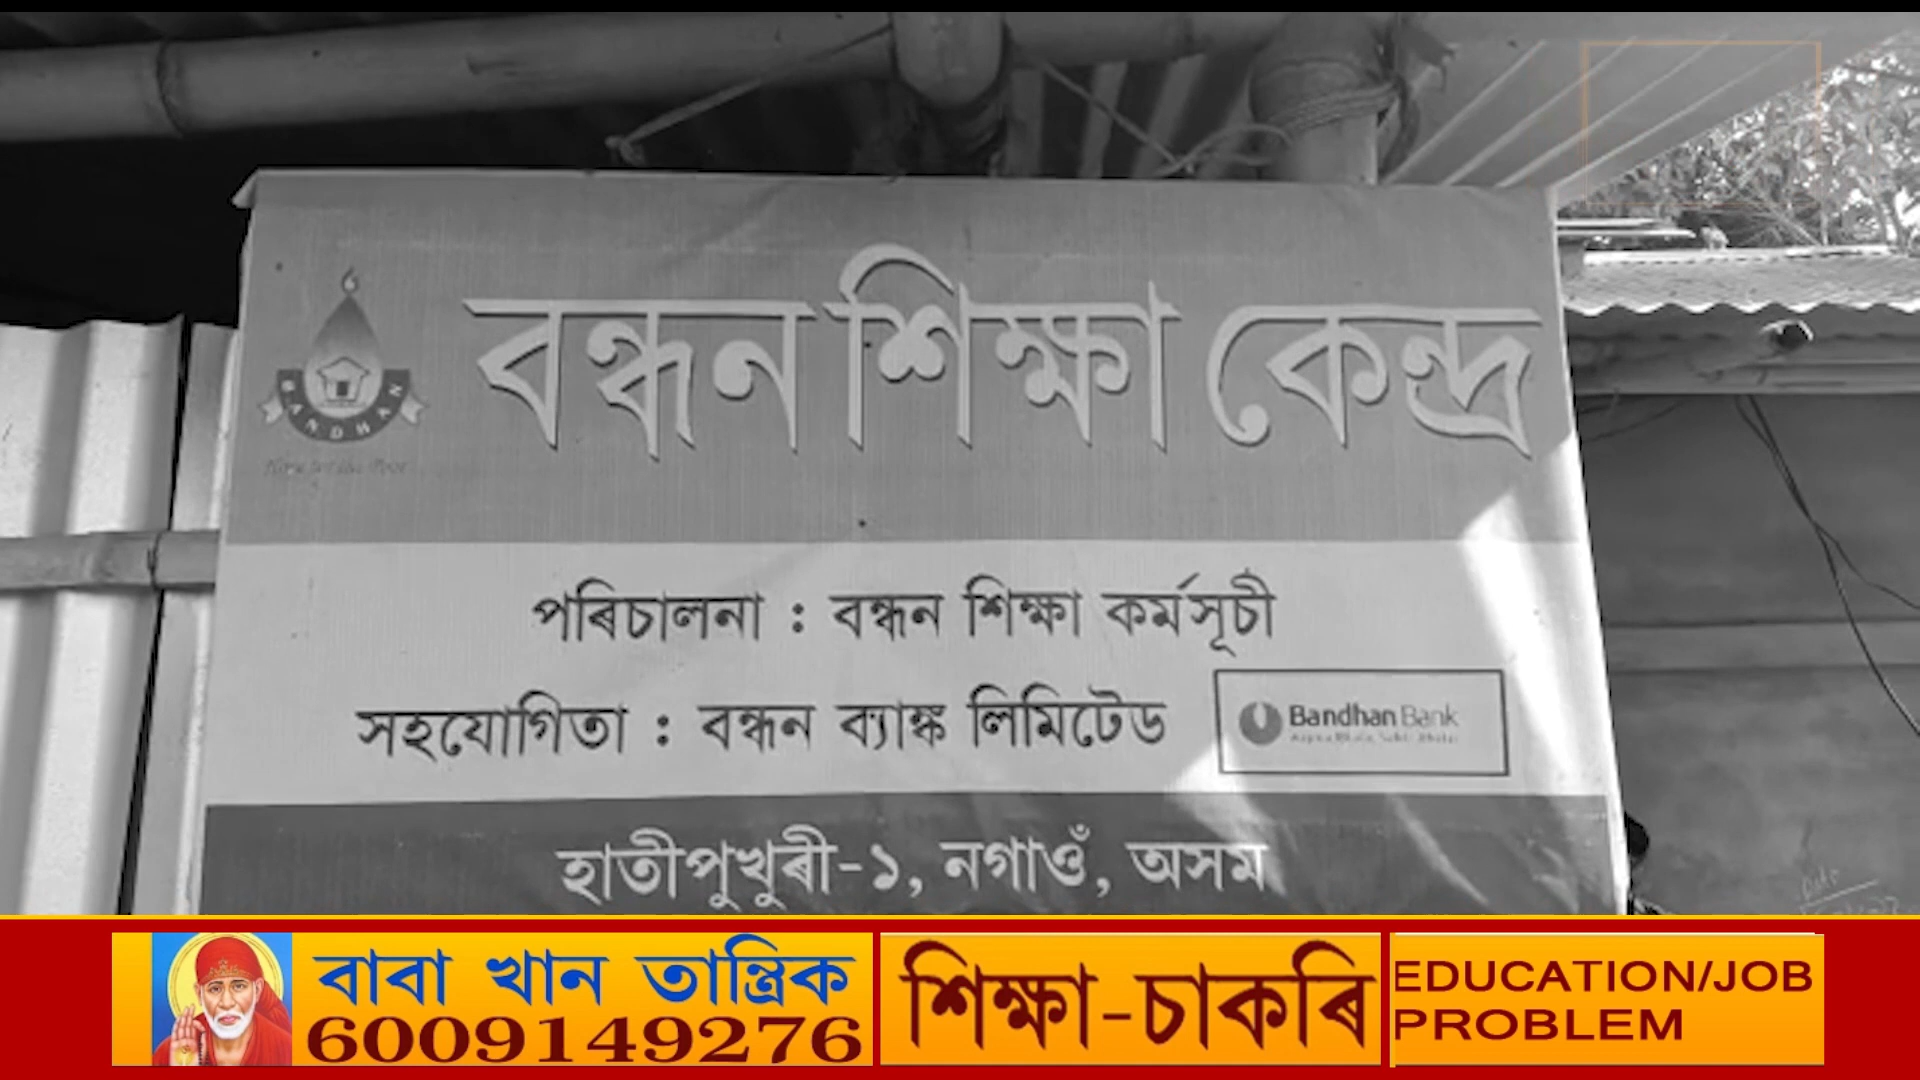 বন্ধন শিক্ষা কেন্দ্ৰ
BANDHAN
পৰিচালনা : বন্ধন শিক্ষা কৰ্মসূচী
সহযোগিতা : বন্ধন ব্যাঙ্ক লিমিটেড
Bandhan Bank
হাতীপুখুৰী-১, নগাওঁ, অসম
বাবা খান তান্ত্ৰিক
6009149276
শিক্ষা-চাকৰি
EDUCATION/JOB
PROBLEM